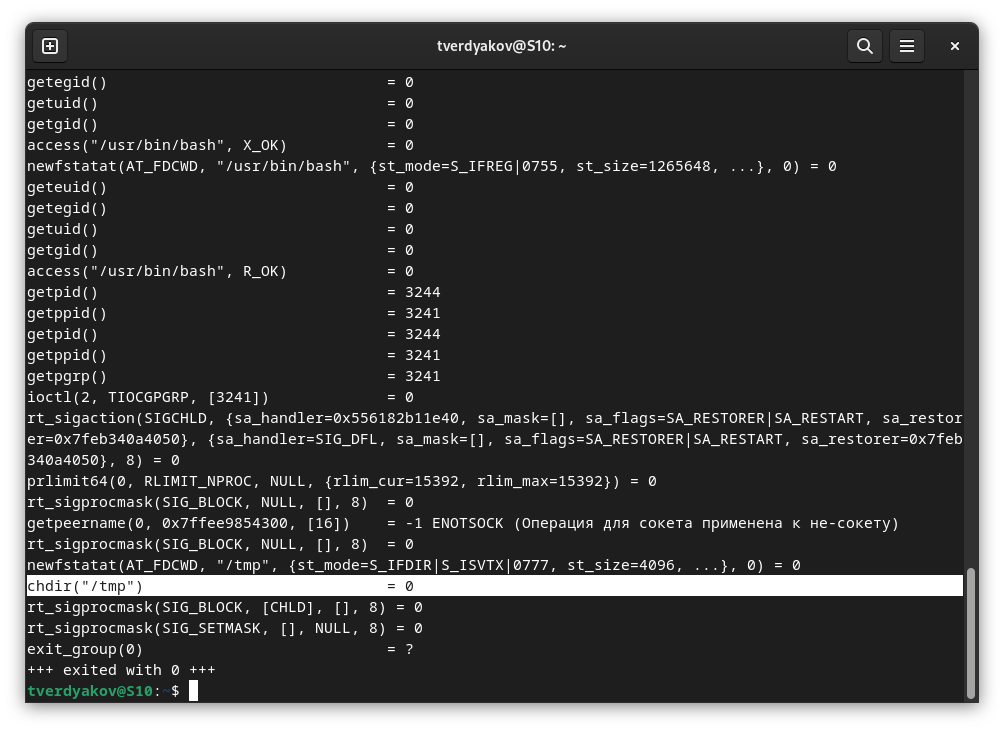 tverdyakov@S10: ~
getegid()                               = 0
getuid()                                = 0
getgid()                                = 0
access("/usr/bin/bash", X_OK)           = 0
newfstatat(AT_FDCWD, "/usr/bin/bash", {st_mode=S_IFREG|0755, st_size=1265648, ...}, 0) = 0
geteuid()                               = 0
getegid()                               = 0
getuid()                                = 0
getgid()                                = 0
access("/usr/bin/bash", R_OK)           = 0
getpid()                                = 3244
getppid()                               = 3241
getpid()                                = 3244
getppid()                               = 3241
getpgrp()                               = 3241
ioctl(2, TIOCGPGRP, [3241])             = 0
rt_sigaction(SIGCHLD, {sa_handler=0x556182b11e40, sa_mask=[], sa_flags=SA_RESTORER|SA_RESTART, sa_restor
er=0x7feb340a4050}, {sa_handler=SIG_DFL, sa_mask=[], sa_flags=SA_RESTORER|SA_RESTART, sa_restorer=0x7feb
340a4050}, 8) = 0
prlimit64(0, RLIMIT_NPROC, NULL, {rlim_cur=15392, rlim_max=15392}) = 0
rt_sigprocmask(SIG_BLOCK, NULL, [], 8)  = 0
getpeername(0, 0x7ffee9854300, [16])    = -1 ENOTSOCK (Операция для сокета применена к не-сокету)
rt_sigprocmask(SIG_BLOCK, NULL, [], 8)  = 0
newfstatat(AT_FDCWD, "/tmp", {st_mode=S_IFDIR|S_ISVTX|0777, st_size=4096, ...}, 0) = 0
chdir("/tmp")                           = 0
rt_sigprocmask(SIG_BLOCK, [CHLD], [], 8) = 0
rt_sigprocmask(SIG_SETMASK, [], NULL, 8) = 0
exit_group(0)                           = ?
+++ exited with 0 +++
tverdyakov@S10:~$